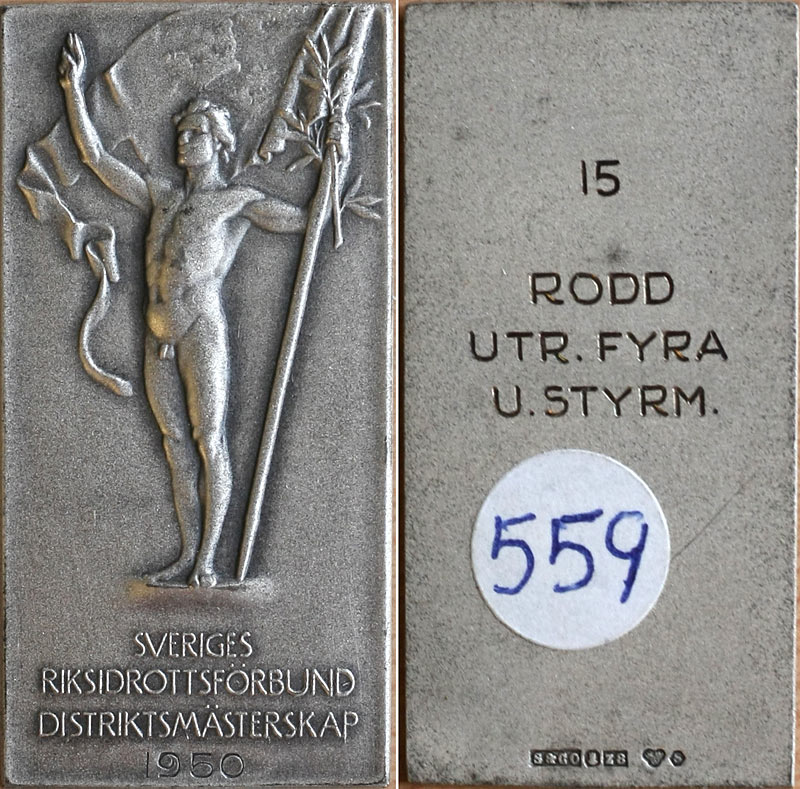 SVERIGES
RIKSIDROTTSFÖRBUND
DISTRIKTSMÄSTERSKAP
1950
15
RODD
UTR. FYRA
U. STYRM.
559